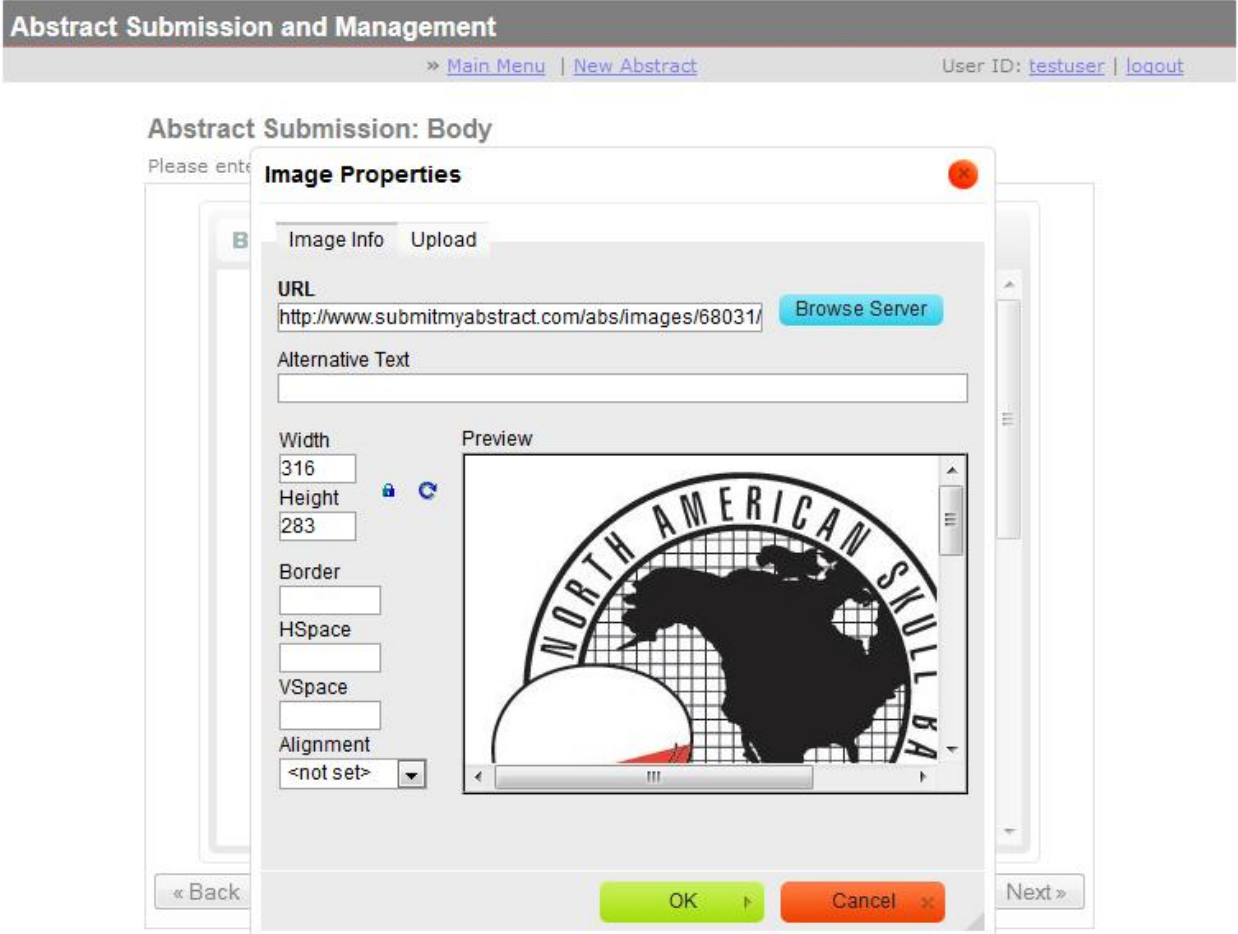 Abstract Submission and Management
» Main Menu | New Abstract User ID: testuser | logout
Abstract Submission: Body
Please ente
Image Properties
B
Image Info Upload
URL
http://www.submitmyabstract.com/abs/images/68031/ Browse Server
Alternative Text
Width Preview
316
Height
283
Border
HSpace
VSpace
Alignment
<not set>
NORTH AMERICAN SKULL BA
« Back OK Cancel Next »